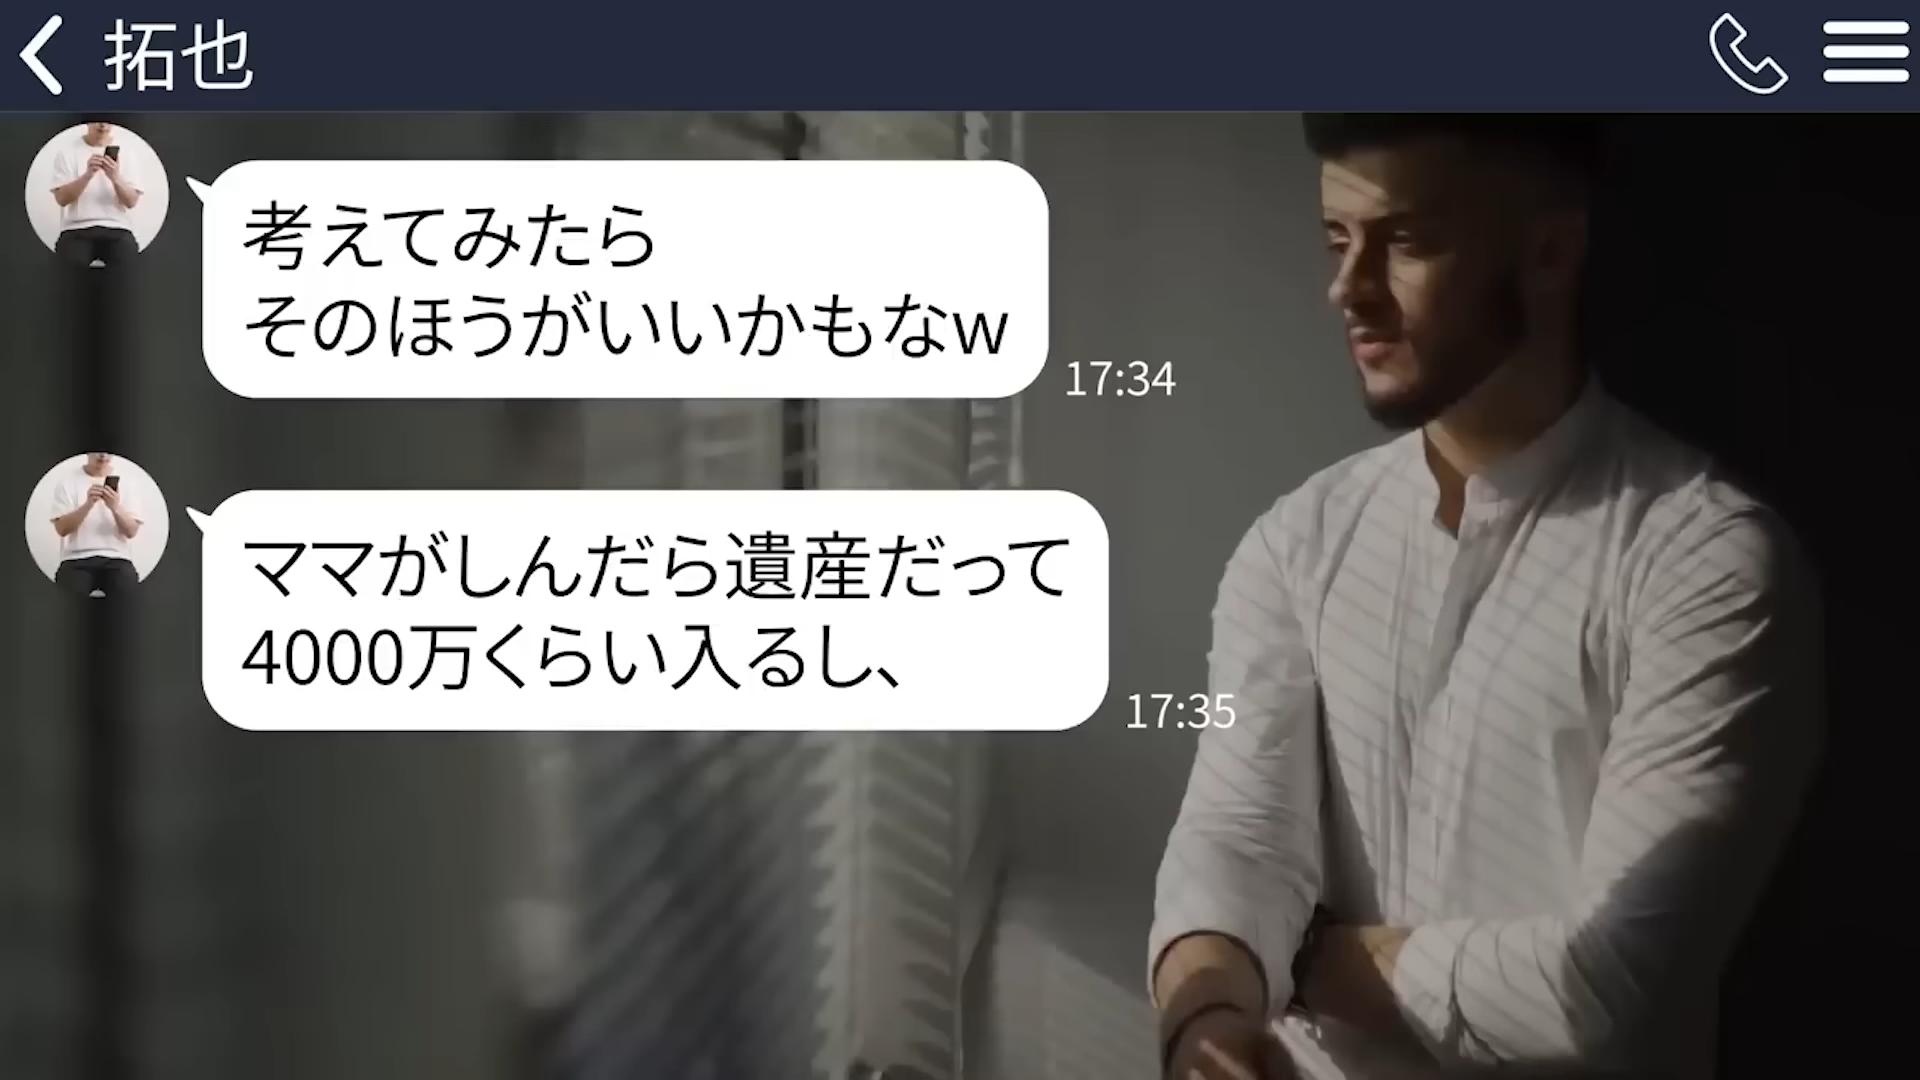 拓也
考えてみたら
そのほうがいいかもなw
17:34
ママがしんだら遺産だって
4000万くらい入るし、
17:35